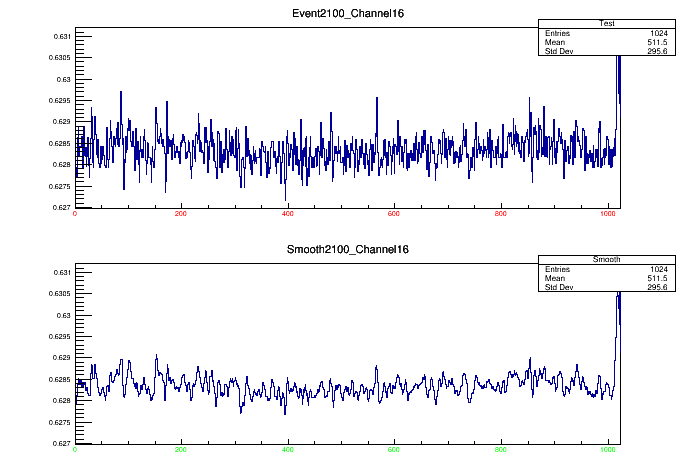 Event2100_Channel16
Test
Entries 1024
Mean 511.5
Std Dev 295.6
0.631
0.6305
0.63
0.6295
0.629
0.6285
0.628
0.6275
0.627
0 200 400 600 800 1000
Smooth2100_Channel16
Smooth
Entries 1024
Mean 511.5
Std Dev 295.6
0.631
0.6305
0.63
0.6295
0.629
0.6285
0.628
0.6275
0.627
0 200 400 600 800 1000